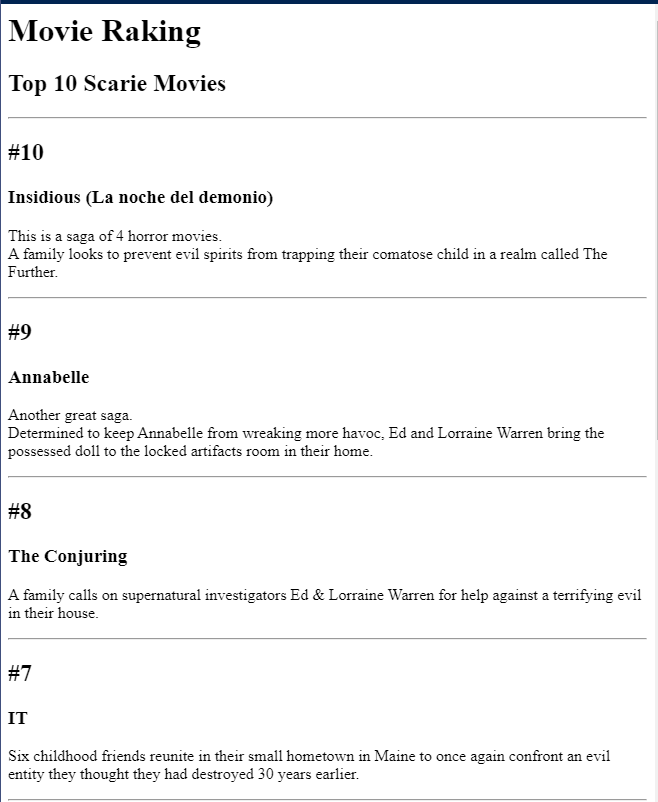 Movie Raking
Top 10 Scarie Movies
#10
Insidious (La noche del demonio)
This is a saga of 4 horror movies.
A family looks to prevent evil spirits from trapping their comatose child in a realm called The
Further.
#9
Annabelle
Another great saga.
Determined to keep Annabelle from wreaking more havoc, Ed and Lorraine Warren bring the
possessed doll to the locked artifacts room in their home.
#8
The Conjuring
A family calls on supernatural investigators Ed & Lorraine Warren for help against a terrifying evil
in their house.
#7
IT
Six childhood friends reunite in their small hometown in Maine to once again confront an evil
entity they thought they had destroyed 30 years earlier.